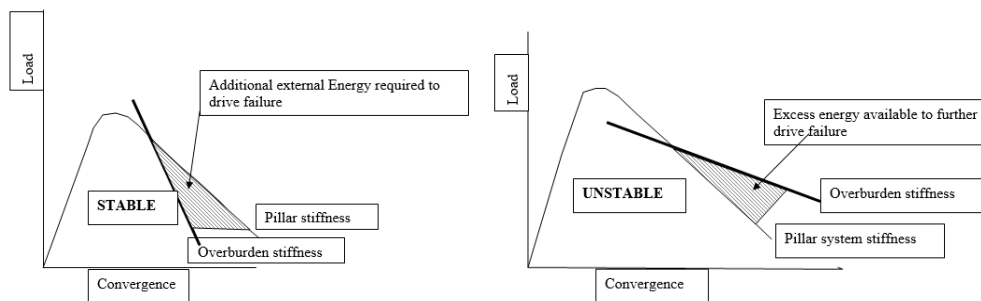 Load
Additional external Energy required to
drive failure
STABLE
Pillar stiffness
Overburden stiffness
Convergence
Load
Excess energy available to further
drive failure
UNSTABLE
Overburden stiffness
Pillar system stiffness
Convergence